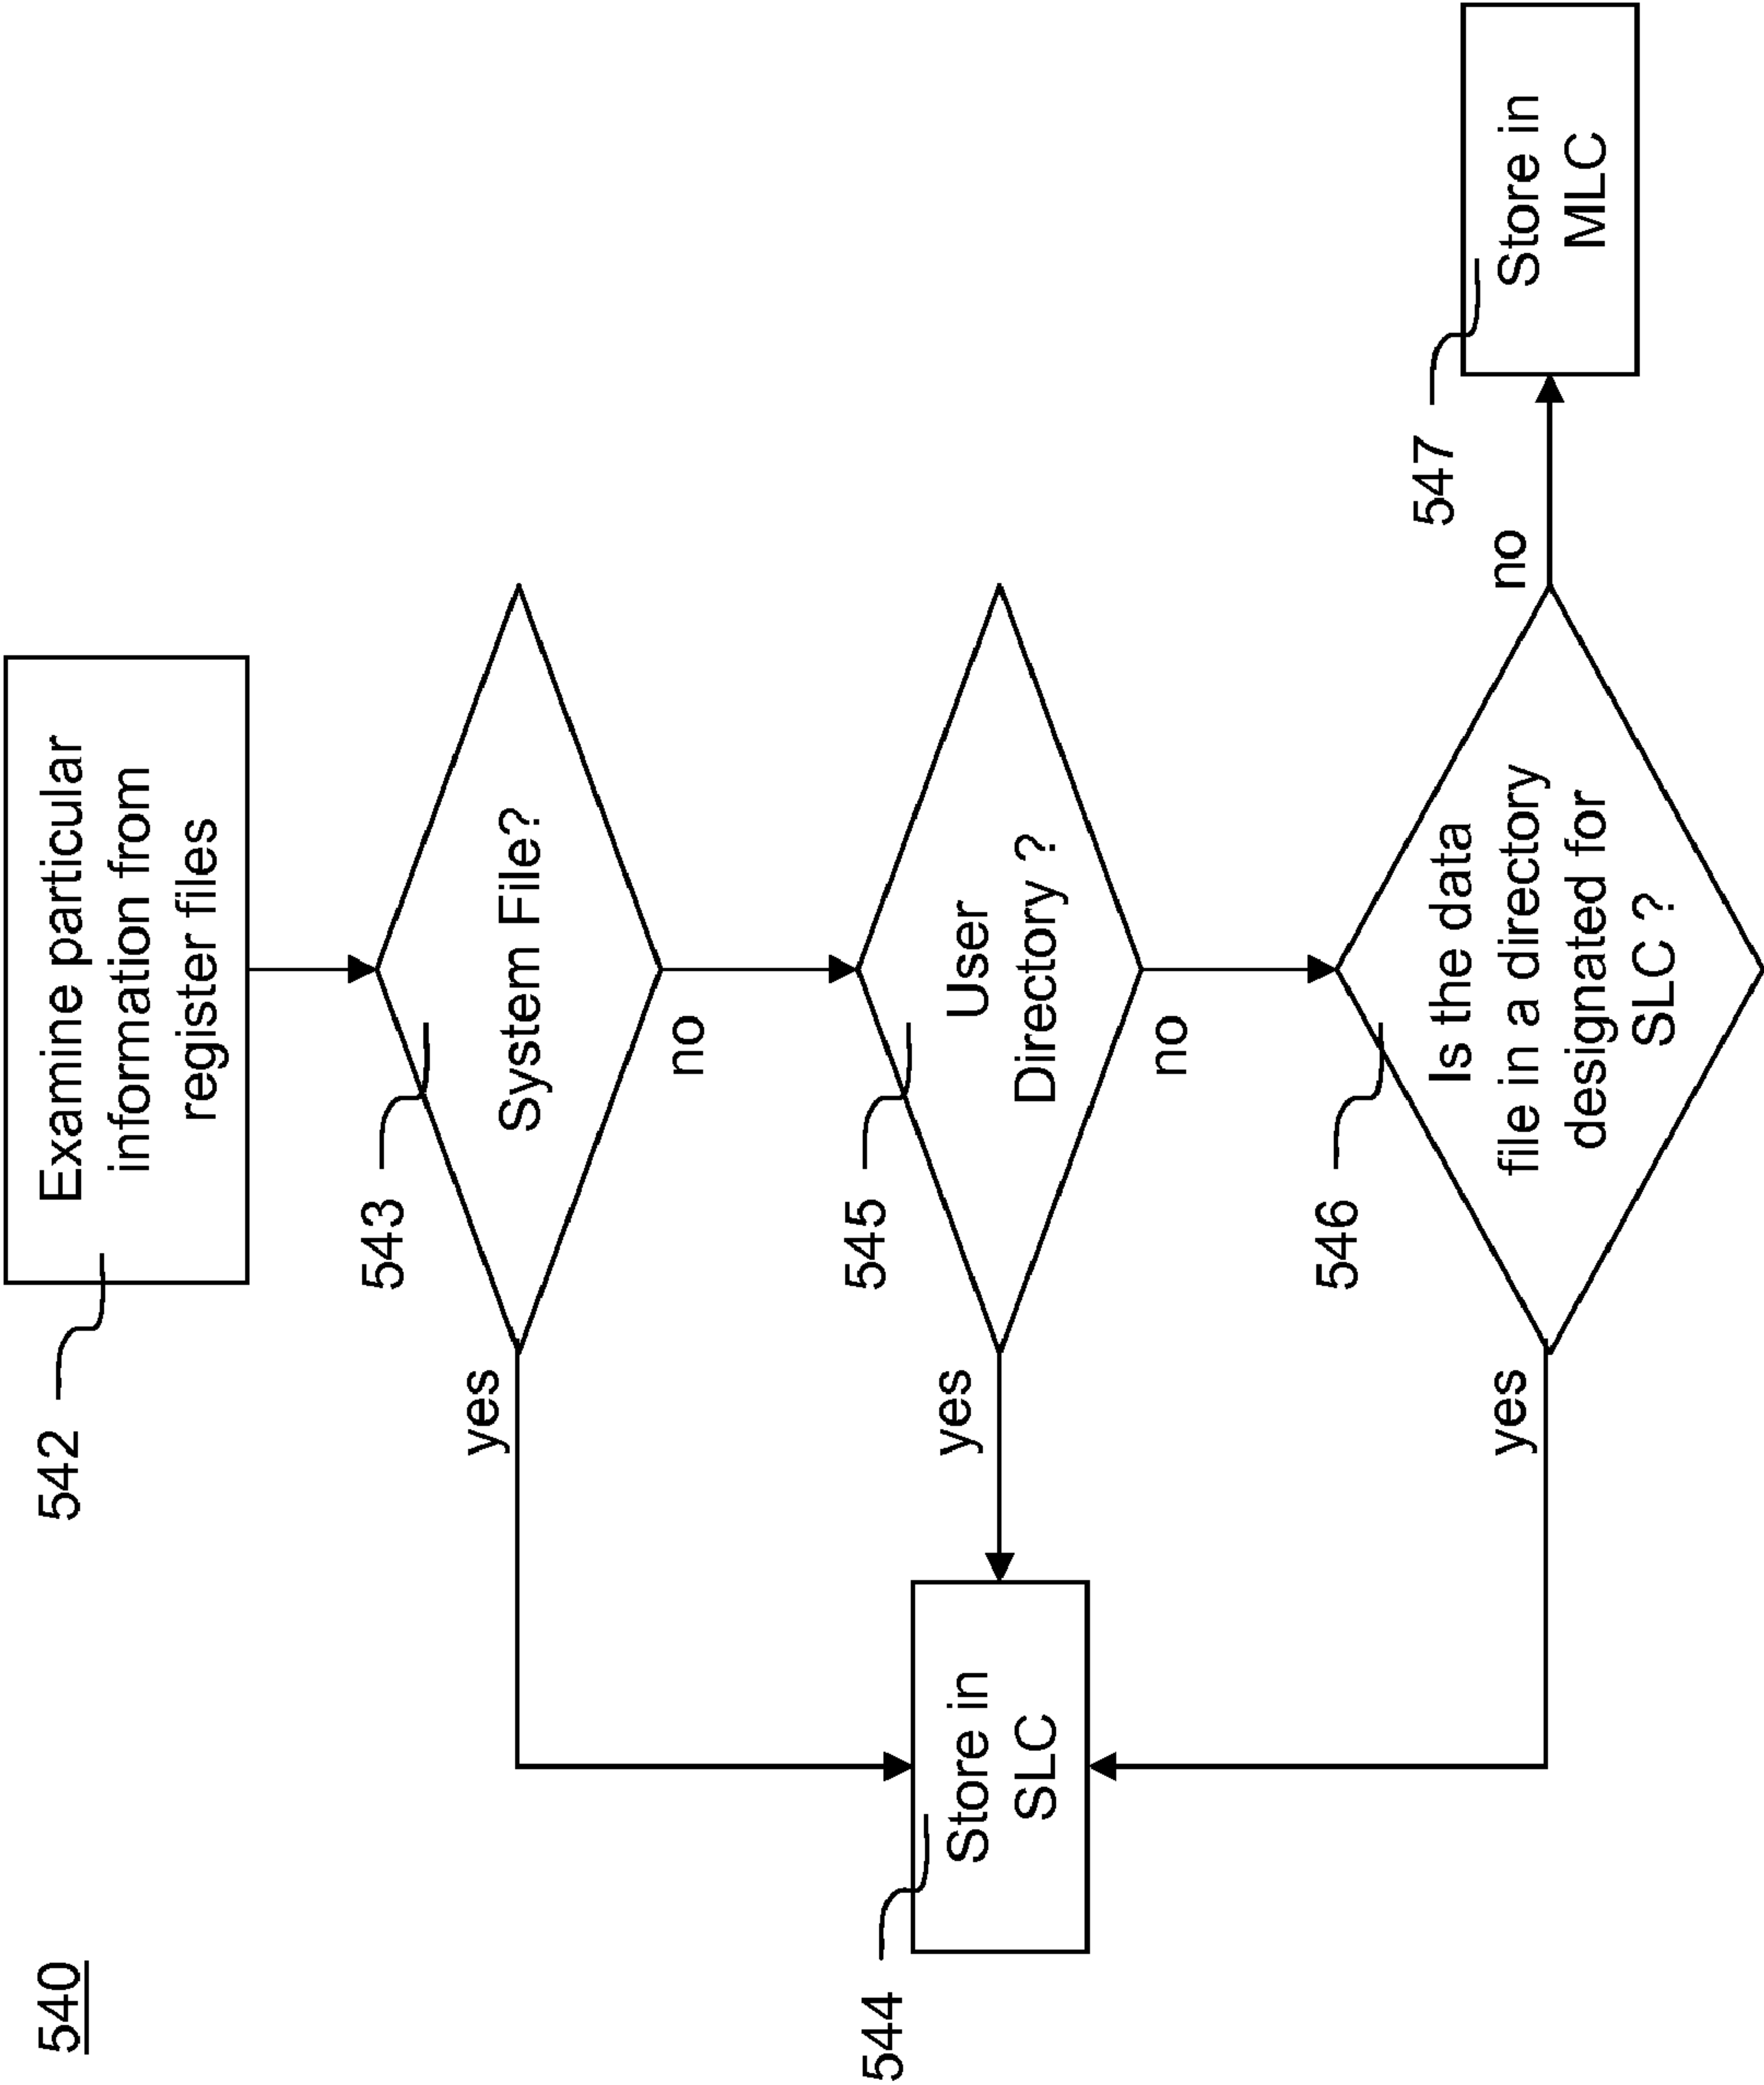 540
542
Examine particular
information from
register files
543
System File?
yes
no
544
Store in
SLC
545
User
Directory ?
yes
no
546
Is the data
file in a directory
designated for
SLC ?
yes
no
547
Store in
MLC